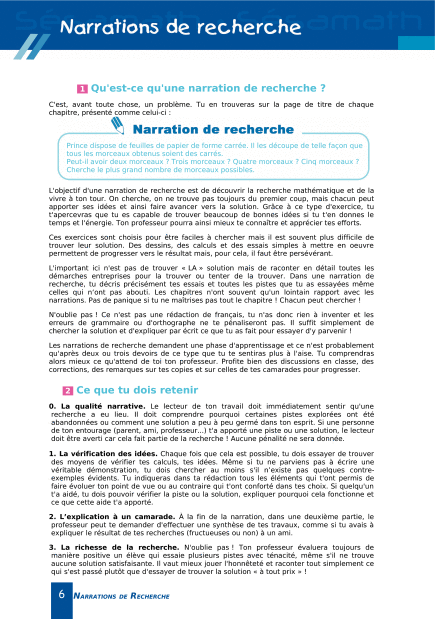 Narrations de recherche
1 Qu'est-ce qu'une narration de recherche ?
C'est, avant toute chose, un problème. Tu en trouveras sur la page de titre de chaque
chapitre, présenté comme celui-ci :
Narration de recherche
Prince dispose de feuilles de papier de forme carrée. Il les découpe de telle façon que
tous les morceaux obtenus soient des carrés.
Peut-il avoir deux morceaux ? Trois morceaux ? Quatre morceaux ? Cinq morceaux ?
Cherche le plus grand nombre de morceaux possibles.
L'objectif d'une narration de recherche est de découvrir la recherche mathématique et de la
vivre à ton tour. On cherche, on ne trouve pas toujours du premier coup, mais chacun peut
apporter ses idées et ainsi faire avancer vers la solution. Grâce à ce type d'exercice, tu
t'apercevras que tu es capable de trouver beaucoup de bonnes idées si tu t'en donnes le
temps et l'énergie. Ton professeur pourra ainsi mieux te connaître et apprécier tes efforts.
Ces exercices sont choisis pour être faciles à chercher mais il est souvent plus difficile de
trouver leur solution. Des dessins, des calculs et des essais simples à mettre en oeuvre
permettent de progresser vers le résultat mais, pour cela, il faut être persévérant.
L'important ici n'est pas de trouver « LA » solution mais de raconter en détail toutes les
démarches entreprises pour la trouver ou tenter de la trouver. Dans une narration de
recherche, tu décris précisément tes essais et toutes les pistes que tu as essayées même
celles qui n'ont pas abouti. Les chapitres n'ont souvent qu'un lointain rapport avec les
narrations. Pas de panique si tu ne maîtrises pas tout le chapitre ! Chacun peut chercher !
N'oublie pas ! Ce n'est pas une rédaction de français, tu n'as donc rien à inventer et les
erreurs de grammaire ou d'orthographe ne te pénaliseront pas. Il suffit simplement de
chercher la solution et d'expliquer par écrit ce que tu as fait pour essayer d'y parvenir !
Les narrations de recherche demandent une phase d'apprentissage et ce n'est probablement
qu'après deux ou trois devoirs de ce type que tu te sentiras plus à l'aise. Tu comprendras
alors mieux ce qu'attend de toi ton professeur. Profite bien des discussions en classe, des
corrections, des remarques sur tes copies et sur celles de tes camarades pour progresser.
2 Ce que tu dois retenir
0. La qualité narrative. Le lecteur de ton travail doit immédiatement sentir qu'une
recherche a eu lieu. Il doit comprendre pourquoi certaines pistes explorées ont été
abandonnées ou comment une solution a peu à peu germé dans ton esprit. Si une personne
de ton entourage (parent, ami, professeur...) t'a apporté une piste ou une solution, le lecteur
doit être averti car cela fait partie de la recherche ! Aucune pénalité ne sera donnée.
1. La vérification des idées. Chaque fois que cela est possible, tu dois essayer de trouver
des moyens de vérifier tes calculs, tes idées. Même si tu ne parviens pas à écrire une
véritable démonstration, tu dois chercher au moins s'il n'existe pas quelques contre-
exemples évidents. Tu indiqueras dans ta rédaction tous les éléments qui t'ont permis de
faire évoluer ton point de vue ou au contraire qui t'ont conforté dans tes choix. Si quelqu'un
t'a aidé, tu dois pouvoir vérifier la piste ou la solution, expliquer pourquoi cela fonctionne et
ce que cette aide t'a apporté.
2. L'explication à un camarade. À la fin de la narration, dans une deuxième partie, le
professeur peut te demander d'effectuer une synthèse de tes travaux, comme si tu avais à
expliquer le résultat de tes recherches (fructueuses ou non) à un ami.
3. La richesse de la recherche. N'oublie pas ! Ton professeur évaluera toujours de
manière positive un élève qui essaie plusieurs pistes avec ténacité, même s'il ne trouve
aucune solution satisfaisante. Il vaut mieux jouer l'honnêteté et raconter tout simplement ce
qui s'est passé plutôt que d'essayer de trouver la solution « à tout prix » !
6 NARRATIONS DE RECHERCHE